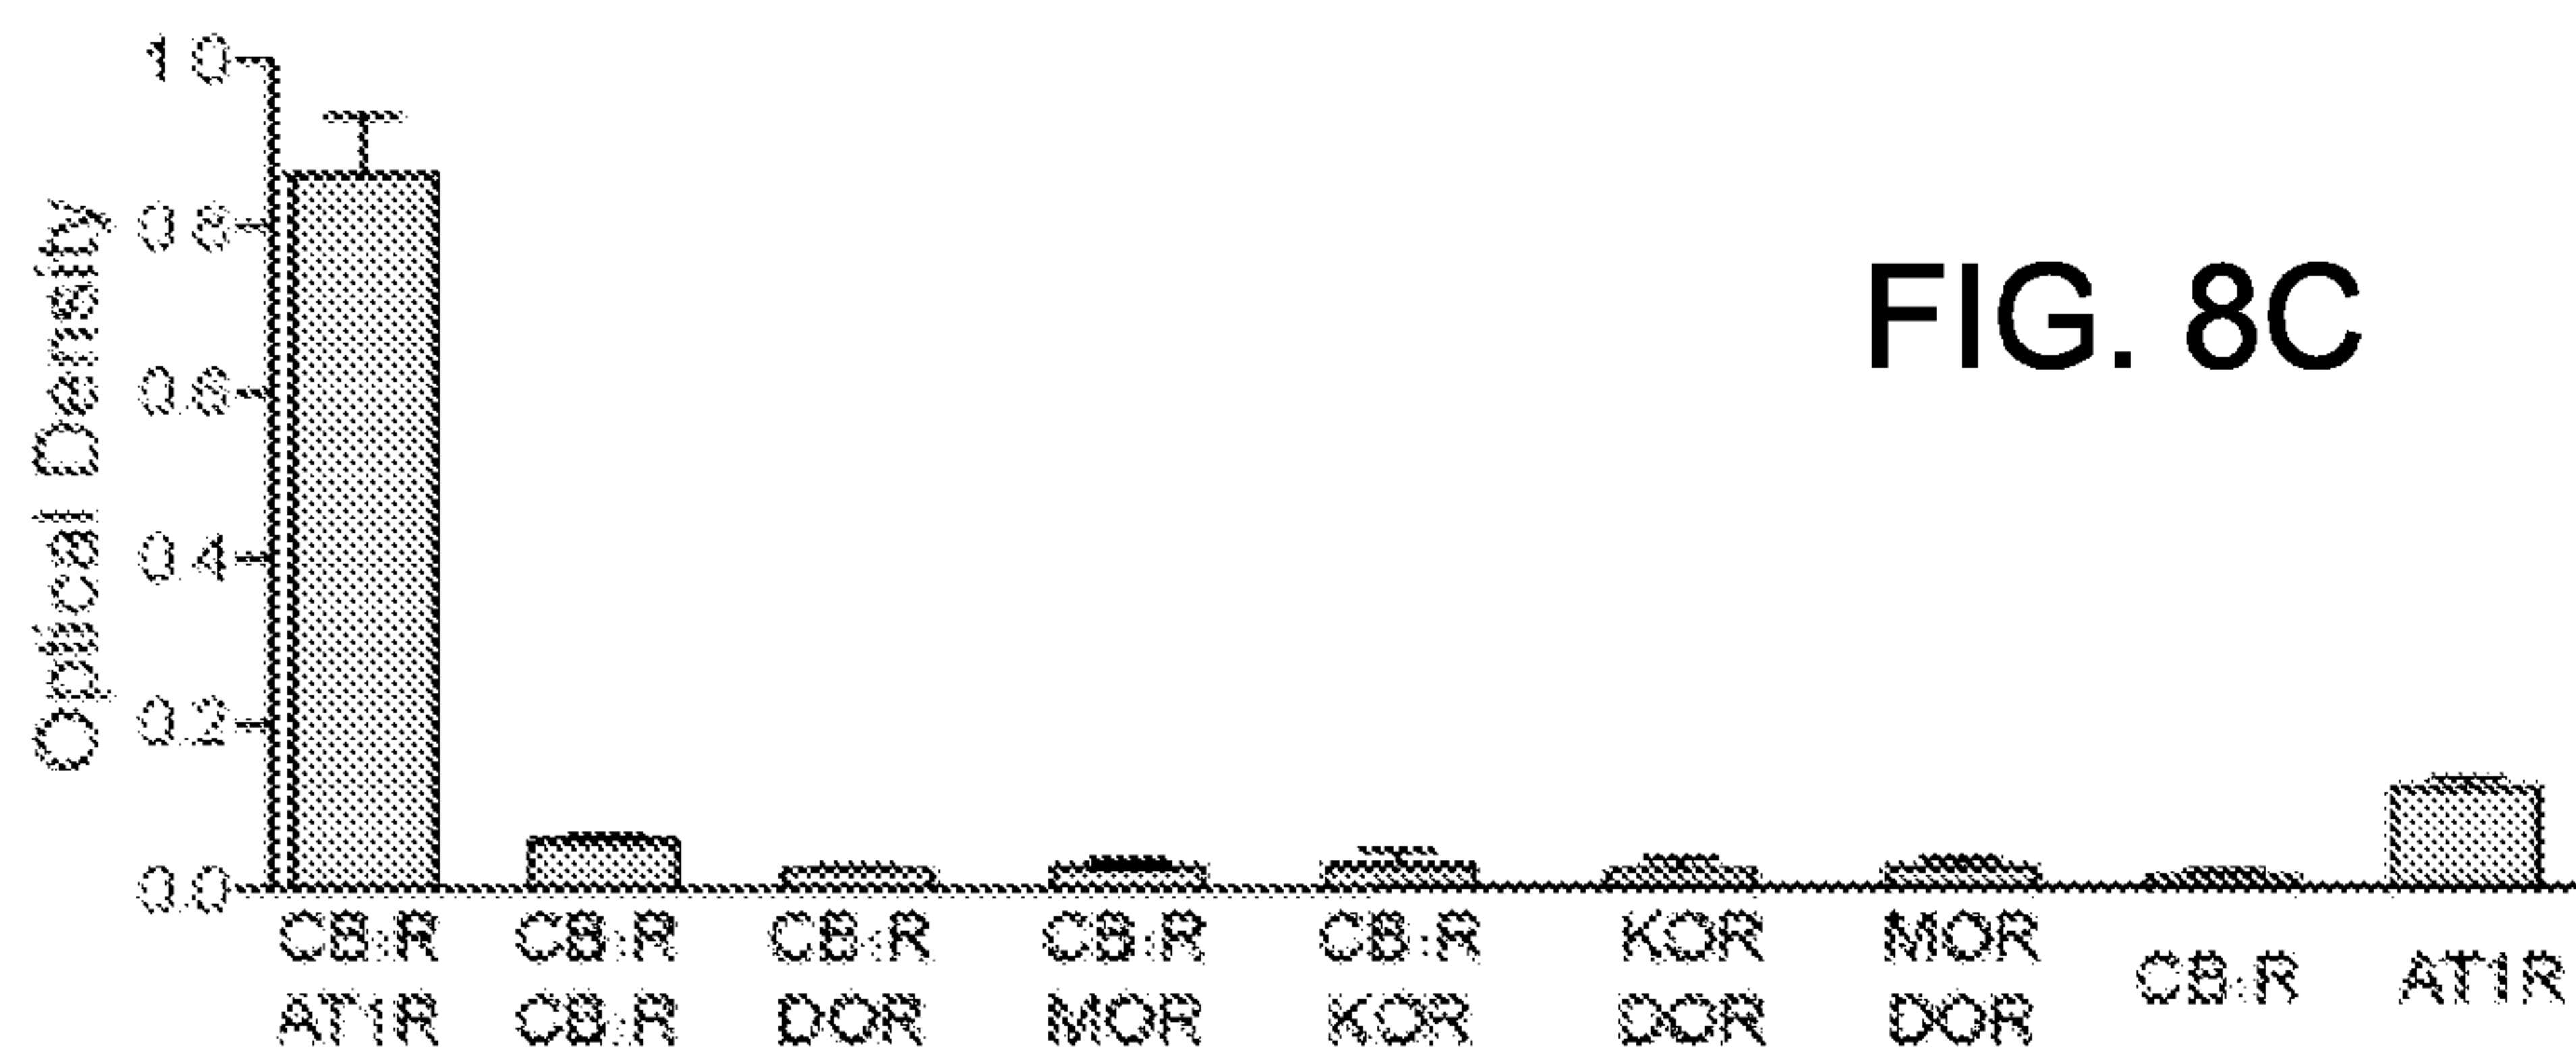 1.0
0.8
0.6
0.4
0.2
0.0
Optical Density
FIG. 8C
CB₁R
AT1R
CB₁R
CB₁R
DOR
CB₁R
MOR
CB₁R
KOR
KOR
DOR
MOR
DOR
CB₁R
AT1R